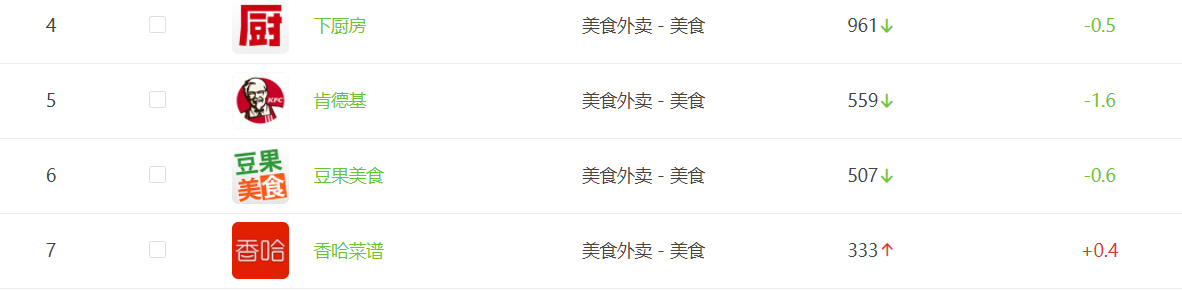 4 厨 下厨房 美食外卖 - 美食 961↓ -0.5
5 KFC 肯德基 美食外卖 - 美食 559↓ -1.6
6 豆果美食 豆果美食 美食外卖 - 美食 507↓ -0.6
7 香哈 香哈菜谱 美食外卖 - 美食 333↑ +0.4